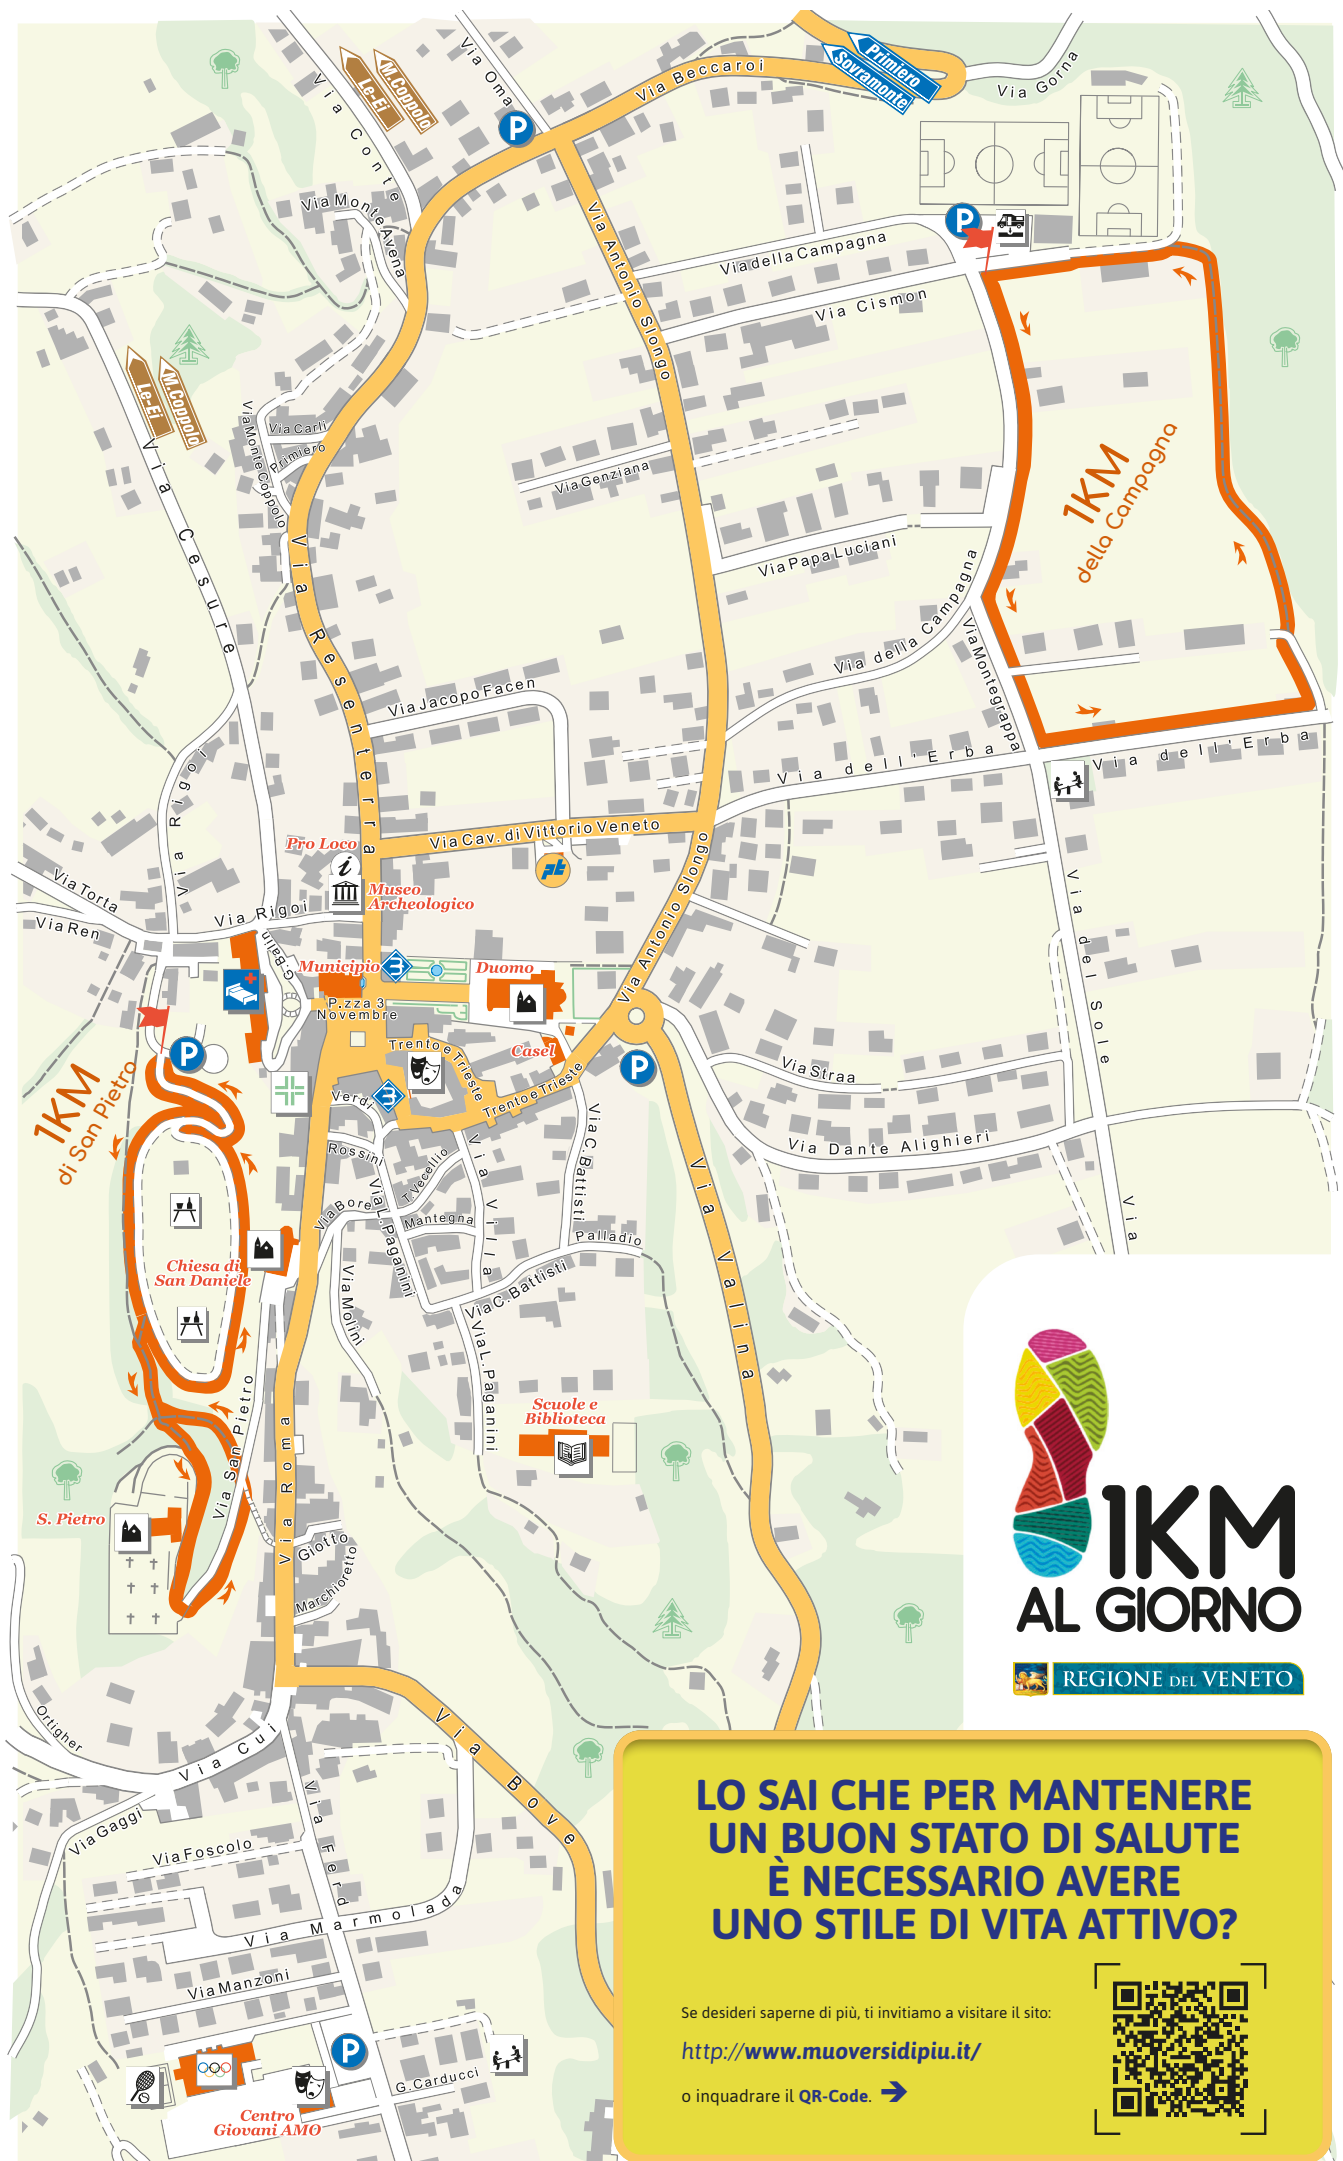 Via Oma
Via Beccaroi
Primiero
Sovramonte
Via Gorna
Le-Ei
M.Coppolo
Via Conte
P
Via Monte Avena
P
Via Antonio Slongo
Via della Campagna
Via Cismon
Le-Ei
M.Coppolo
Via Monte Coppolo
Via Carli
Primiero
Via Genziana
1KM
della Campagna
Via Cesure
Via Papa Luciani
Via della Campagna
Via Montegrappa
Via Resenterra
Via Jacopo Facen
Via dell'Erba
Via dell'Erba
Via Rigoi
Via Cav. di Vittorio Veneto
Pro Loco
i
pt
Via Antonio Slongo
Museo
Archeologico
Via Torta
Via Ren
Via Rigoi
G.Balin
Municipio
Duomo
P.zza 3
Novembre
Via del Sole
Trento e Trieste
Casel
Trento e Trieste
P
P
Via Straa
1KM
di San Pietro
Verdi
Rossini
Via Dante Alighieri
Via C.Battisti
T.Vecellio
Via Villa
Via L.Paganini
Via Bore
Mantegna
Palladio
Via
Via Valina
Chiesa di
San Daniele
Via Molini
Via C.Battisti
Via L. Paganini
Via San Pietro
Via Roma
Scuole e
Biblioteca
S. Pietro
Giotto
Marchioretto
1KM
AL GIORNO
REGIONE DEL VENETO
Ortigher
Via Cui
Via Bove
Via Gaggi
Via Foscolo
Via Ferd
Via Marmolada
Via Manzoni
P
G.Carducci
Centro
Giovani AMO
LO SAI CHE PER MANTENERE
UN BUON STATO DI SALUTE
È NECESSARIO AVERE
UNO STILE DI VITA ATTIVO?
Se desideri saperne di più, ti invitiamo a visitare il sito:
http://www.muoversidipiu.it/
o inquadrare il QR-Code.